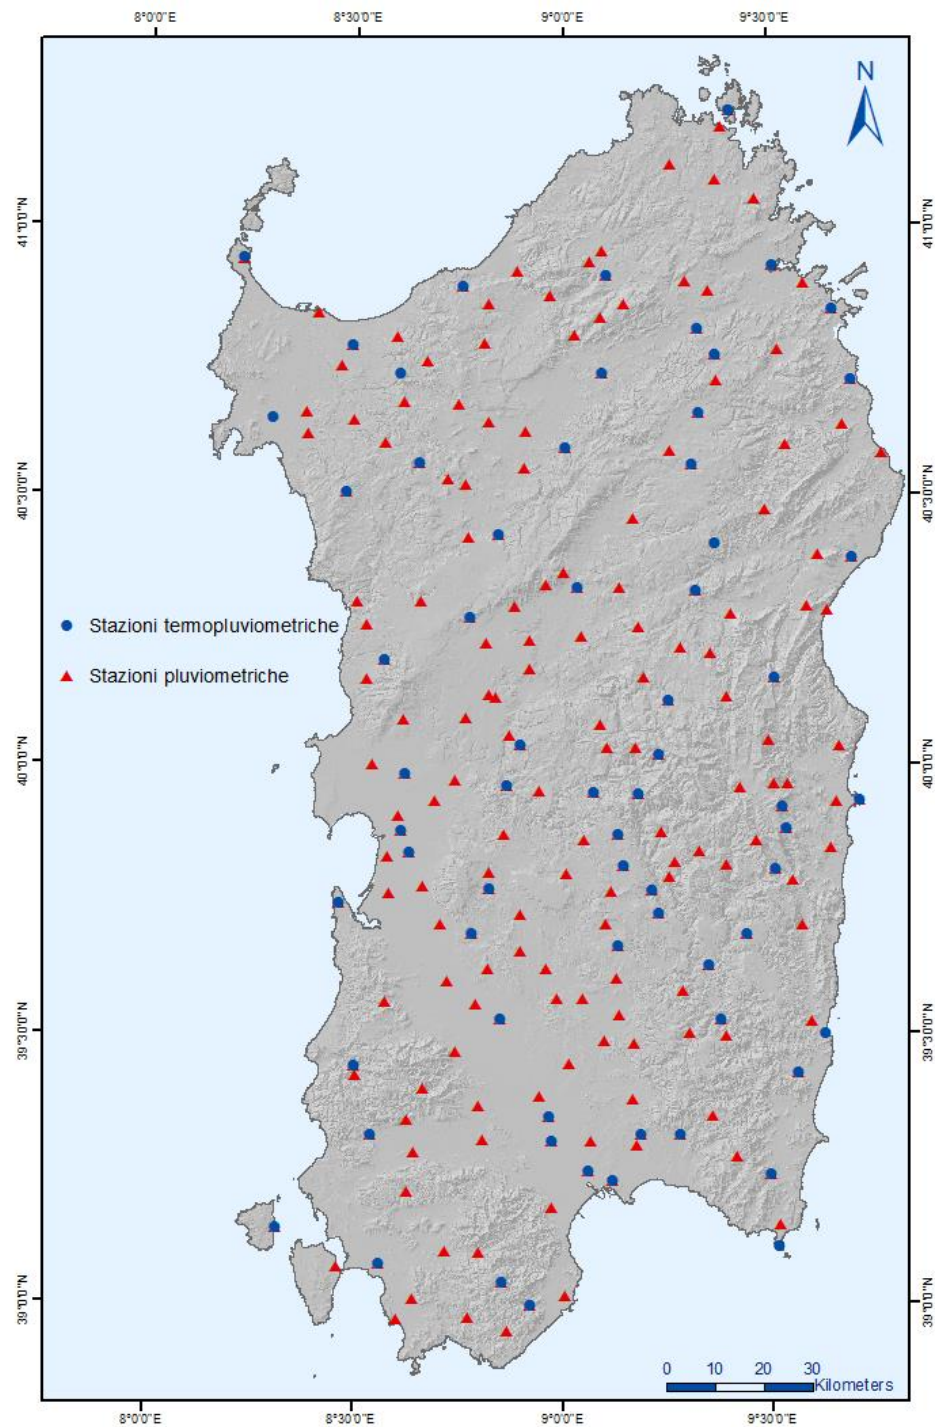 8°0'0"E 8°30'0"E 9°0'0"E 9°30'0"E
N
41°0'0"N 41°0'0"N
40°30'0"N 40°30'0"N
Stazioni termopluviometriche
Stazioni pluviometriche
40°0'0"N 40°0'0"N
39°30'0"N 39°30'0"N
39°0'0"N 39°0'0"N
0 10 20 30
Kilometers
8°0'0"E 8°30'0"E 9°0'0"E 9°30'0"E